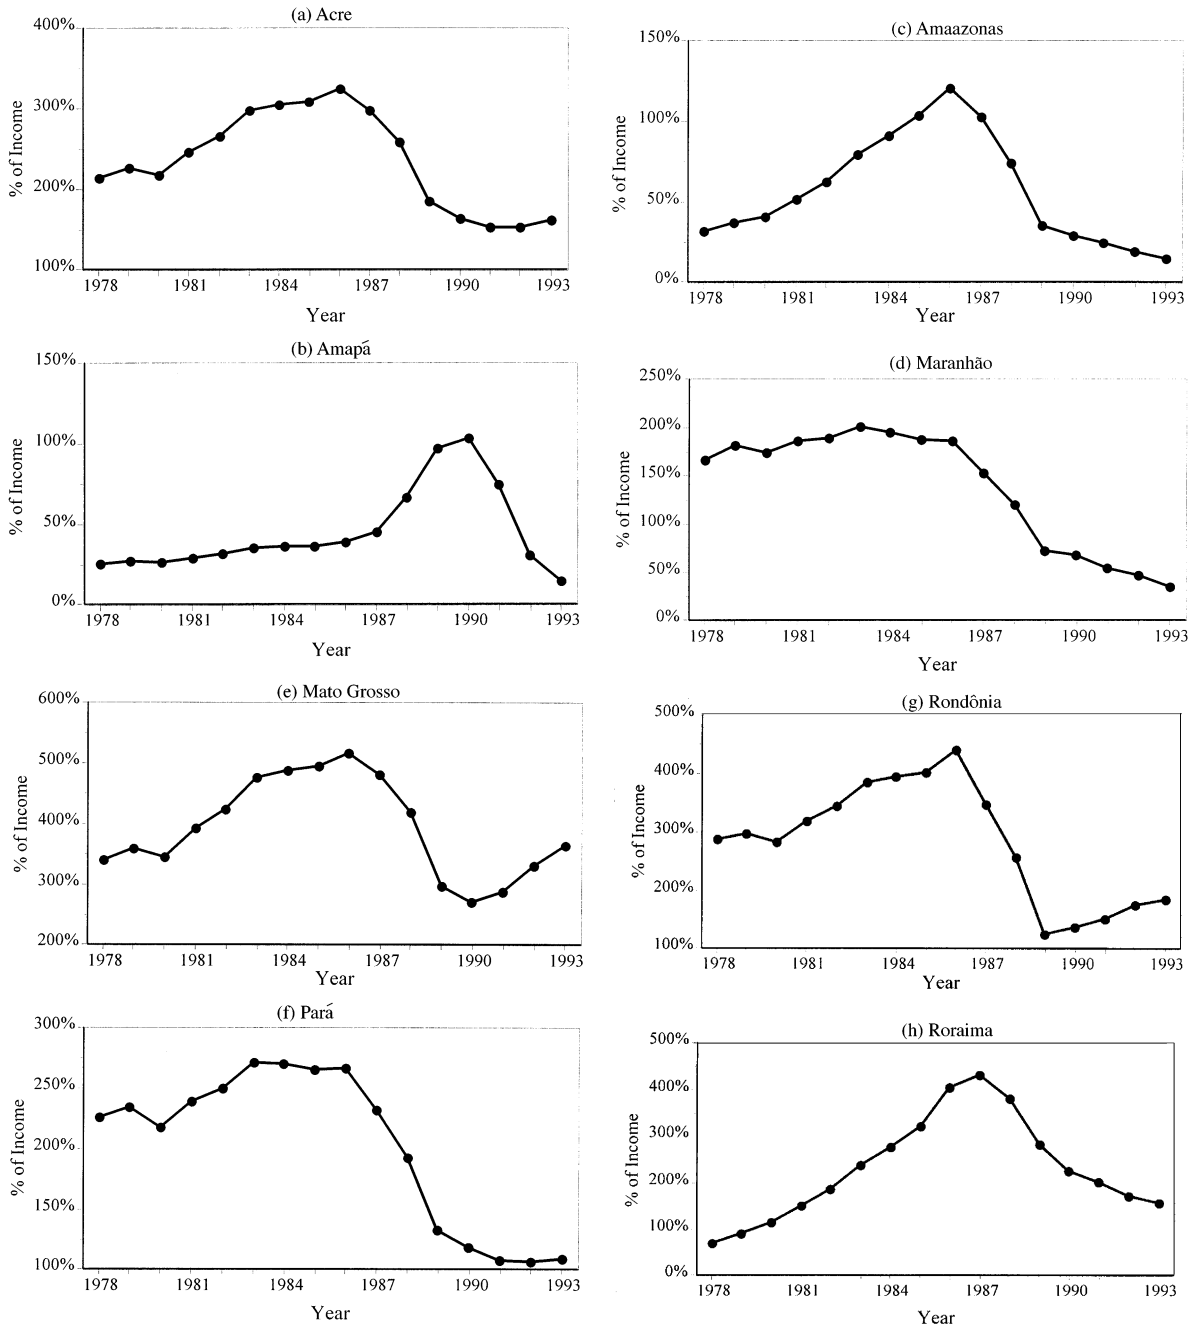 (a) Acre
400%
300%
200%
100%
% of Income
1978 1981 1984 1987 1990 1993
Year
(c) Amaazonas
150%
100%
50%
0%
% of Income
1978 1981 1984 1987 1990 1993
Year
(b) Amapá
150%
100%
50%
0%
% of Income
1978 1981 1984 1987 1990 1993
Year
(d) Maranhão
250%
200%
150%
100%
50%
0%
% of Income
1978 1981 1984 1987 1990 1993
Year
(e) Mato Grosso
600%
500%
400%
300%
200%
% of Income
1978 1981 1984 1987 1990 1993
Year
(g) Rondônia
500%
400%
300%
200%
100%
% of Income
1978 1981 1984 1987 1990 1993
Year
(f) Pará
300%
250%
200%
150%
100%
% of Income
1978 1981 1984 1987 1990 1993
Year
(h) Roraima
500%
400%
300%
200%
100%
0%
% of Income
1978 1981 1984 1987 1990 1993
Year